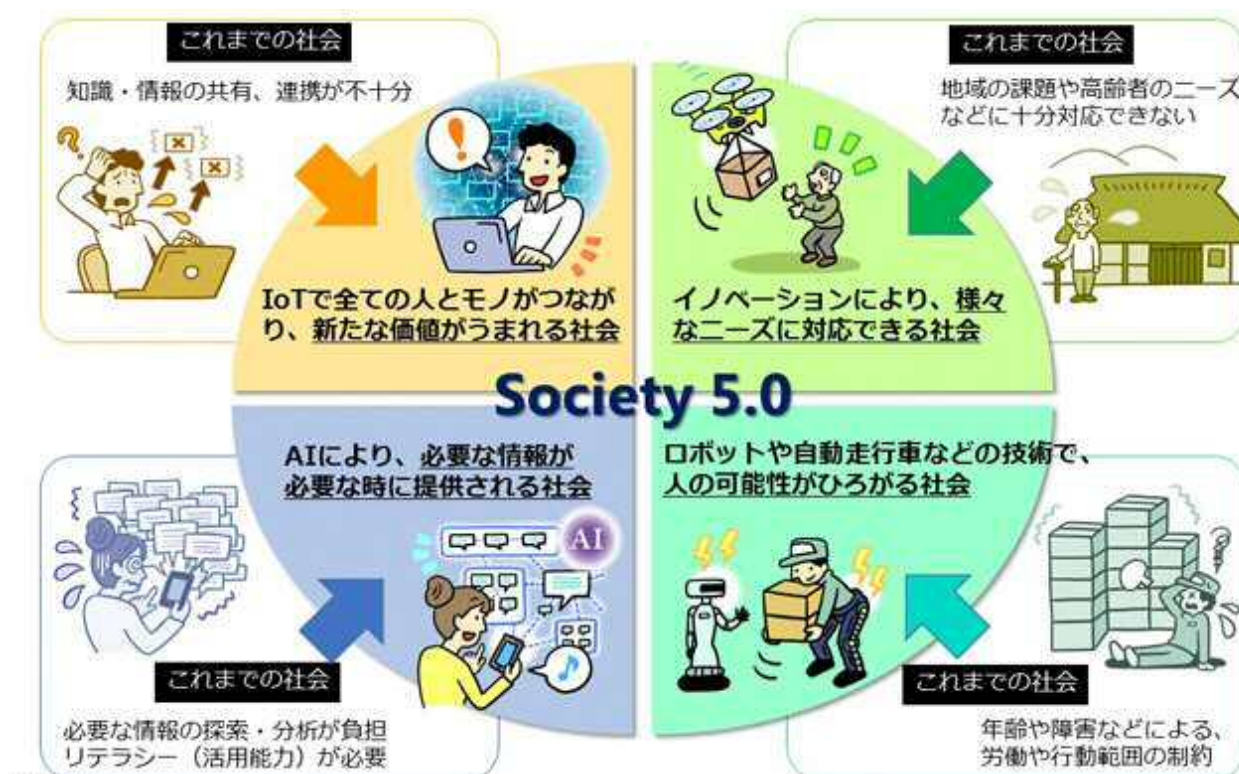 これまでの社会
知識・情報の共有、連携が不十分
IoTで全ての人とモノがつなが
り、新たな価値がうまれる社会
これまでの社会
地域の課題や高齢者のニーズ
などに十分対応できない
イノベーションにより、様々
なニーズに対応できる社会
Society 5.0
AIにより、必要な情報が
必要な時に提供される社会
AI
これまでの社会
必要な情報の探索・分析が負担
リテラシー（活用能力）が必要
ロボットや自動走行車などの技術で、
人の可能性がひろがる社会
これまでの社会
年齢や障害などによる、
労働や行動範囲の制約